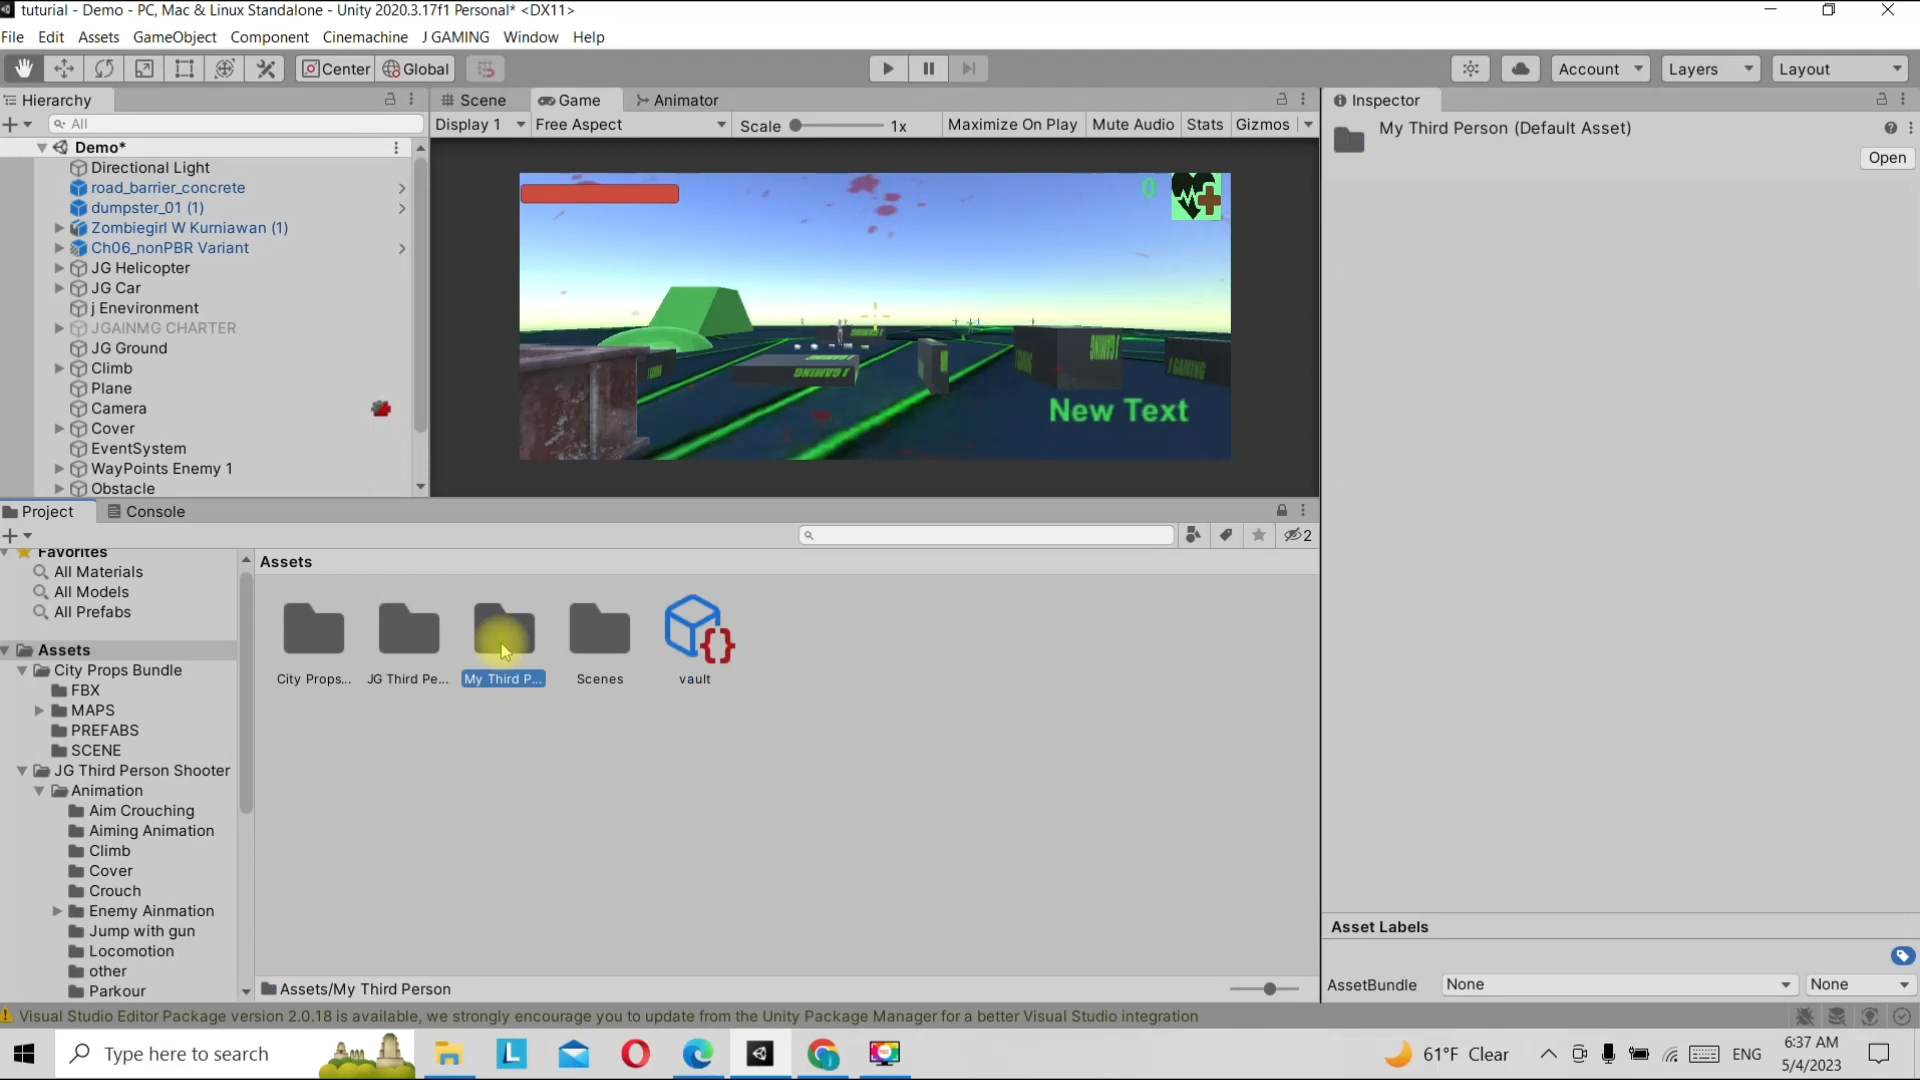 tuturial - Demo - PC, Mac & Linux Standalone - Unity 2020.3.17f1 Personal* <DX11>
File Edit Assets GameObject Component Cinemachine J GAMING Window Help
Center Global Account Layers Layout
Hierarchy
All
Demo*
Directional Light
road_barrier_concrete
dumpster_01 (1)
Zombiegirl W Kurniawan (1)
Ch06_nonPBR Variant
JG Helicopter
JG Car
j Enevironment
JGAINMG CHARTER
JG Ground
Climb
Plane
Camera
Cover
EventSystem
WayPoints Enemy 1
Obstacle
Scene Game Animator
Display 1 Free Aspect Scale 1x Maximize On Play Mute Audio Stats Gizmos
0
J GAMING
J GAMING
J GAMING
New Text
Inspector
My Third Person (Default Asset)
Open
Project Console
2
Favorites
All Materials
All Models
All Prefabs
Assets
City Props Bundle
FBX
MAPS
PREFABS
SCENE
JG Third Person Shooter
Animation
Aim Crouching
Aiming Animation
Climb
Cover
Crouch
Enemy Ainmation
Jump with gun
Locomotion
other
Parkour
Assets
City Props...
JG Third Pe...
My Third P...
Scenes
vault
Assets/My Third Person
Asset Labels
AssetBundle None None
Visual Studio Editor Package version 2.0.18 is available, we strongly encourage you to update from the Unity Package Manager for a better Visual Studio integration
Type here to search
61°F Clear
ENG
6:37 AM
5/4/2023